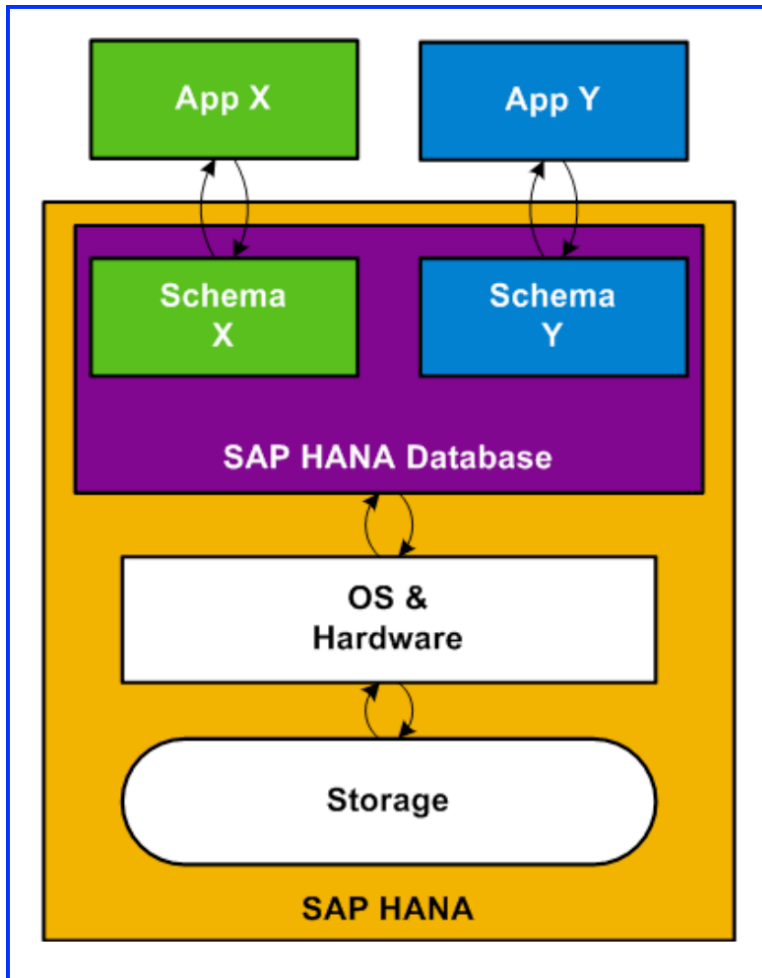 App X
App Y
Schema
X
Schema
Y
SAP HANA Database
OS &
Hardware
Storage
SAP HANA